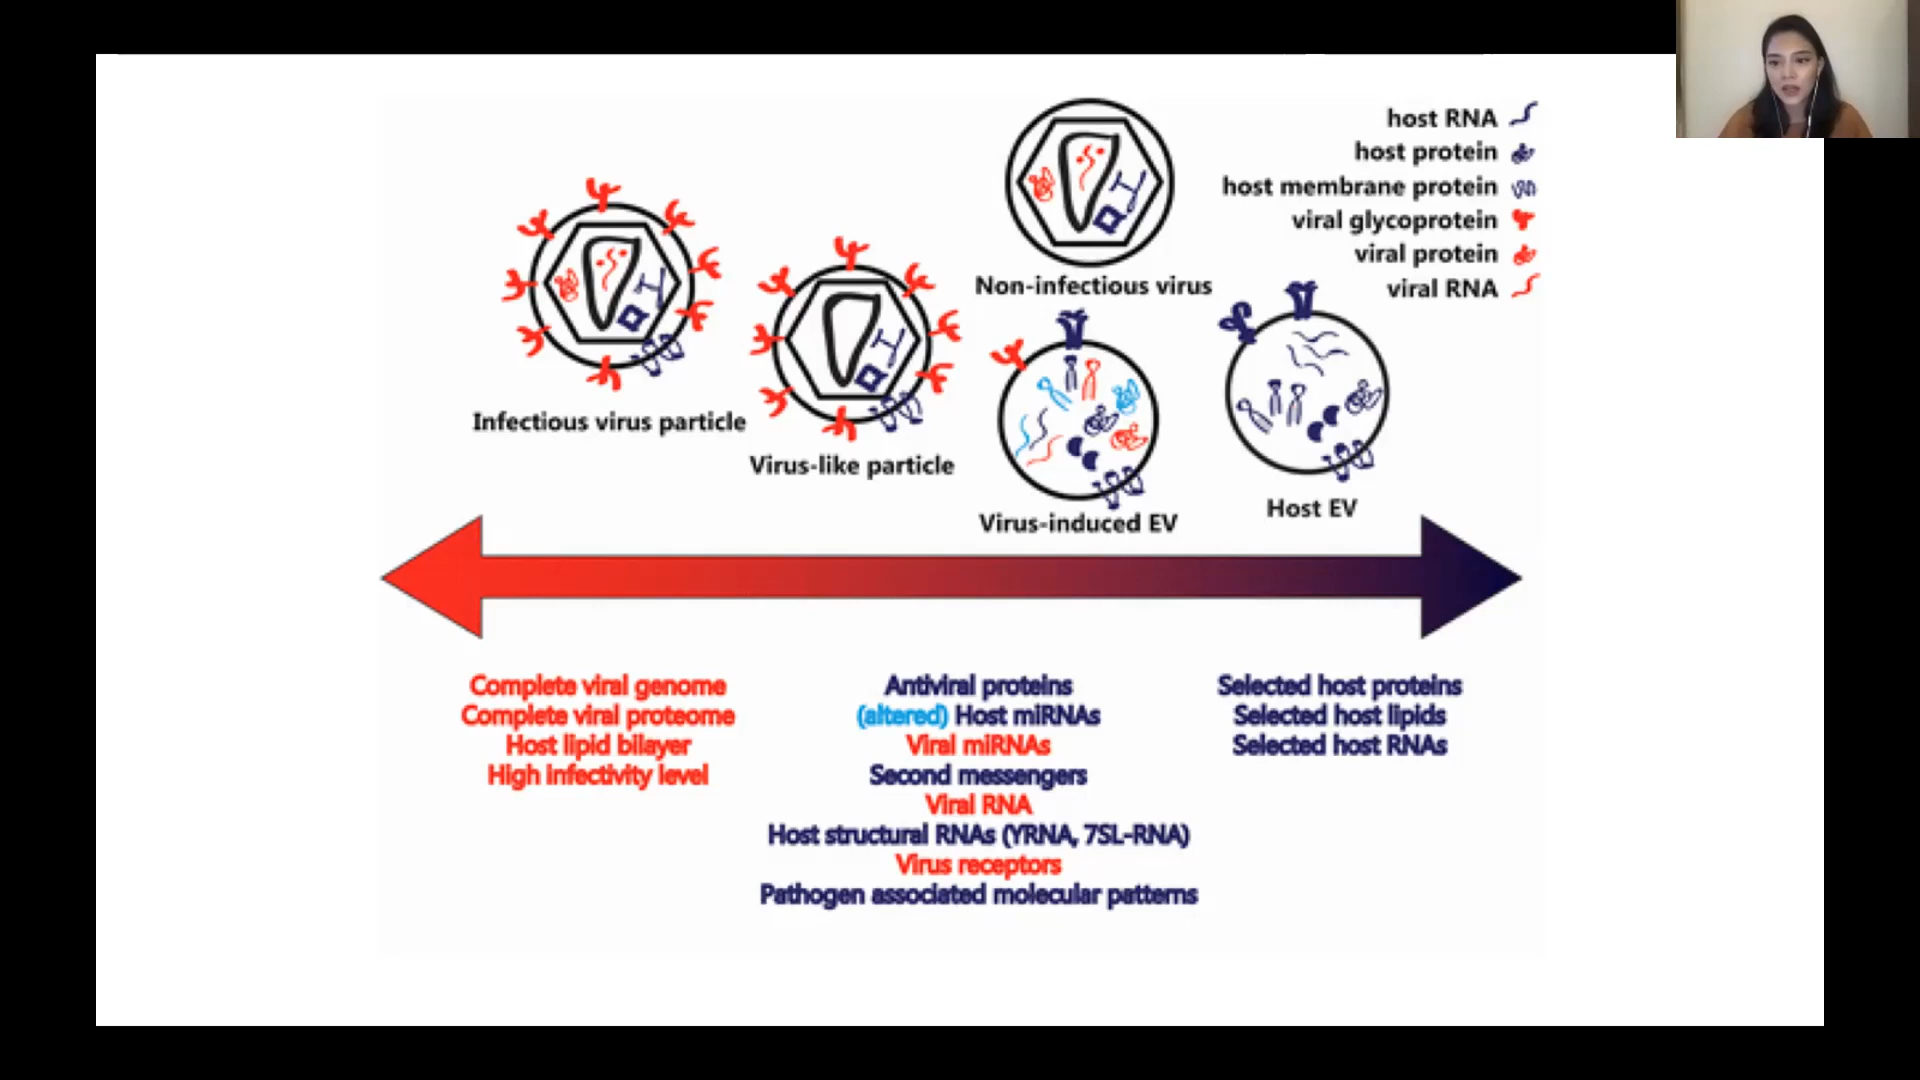 host RNA
host protein
host membrane protein
viral glycoprotein
viral protein
viral RNA
Non-infectious virus
Infectious virus particle
Virus-like particle
Virus-induced EV
Host EV
Complete viral genome
Complete viral proteome
Host lipid bilayer
High infectivity level
Antiviral proteins
(altered) Host miRNAs
Viral miRNAs
Second messengers
Viral RNA
Host structural RNAs (YRNA, 7SL-RNA)
Virus receptors
Pathogen associated molecular patterns
Selected host proteins
Selected host lipids
Selected host RNAs